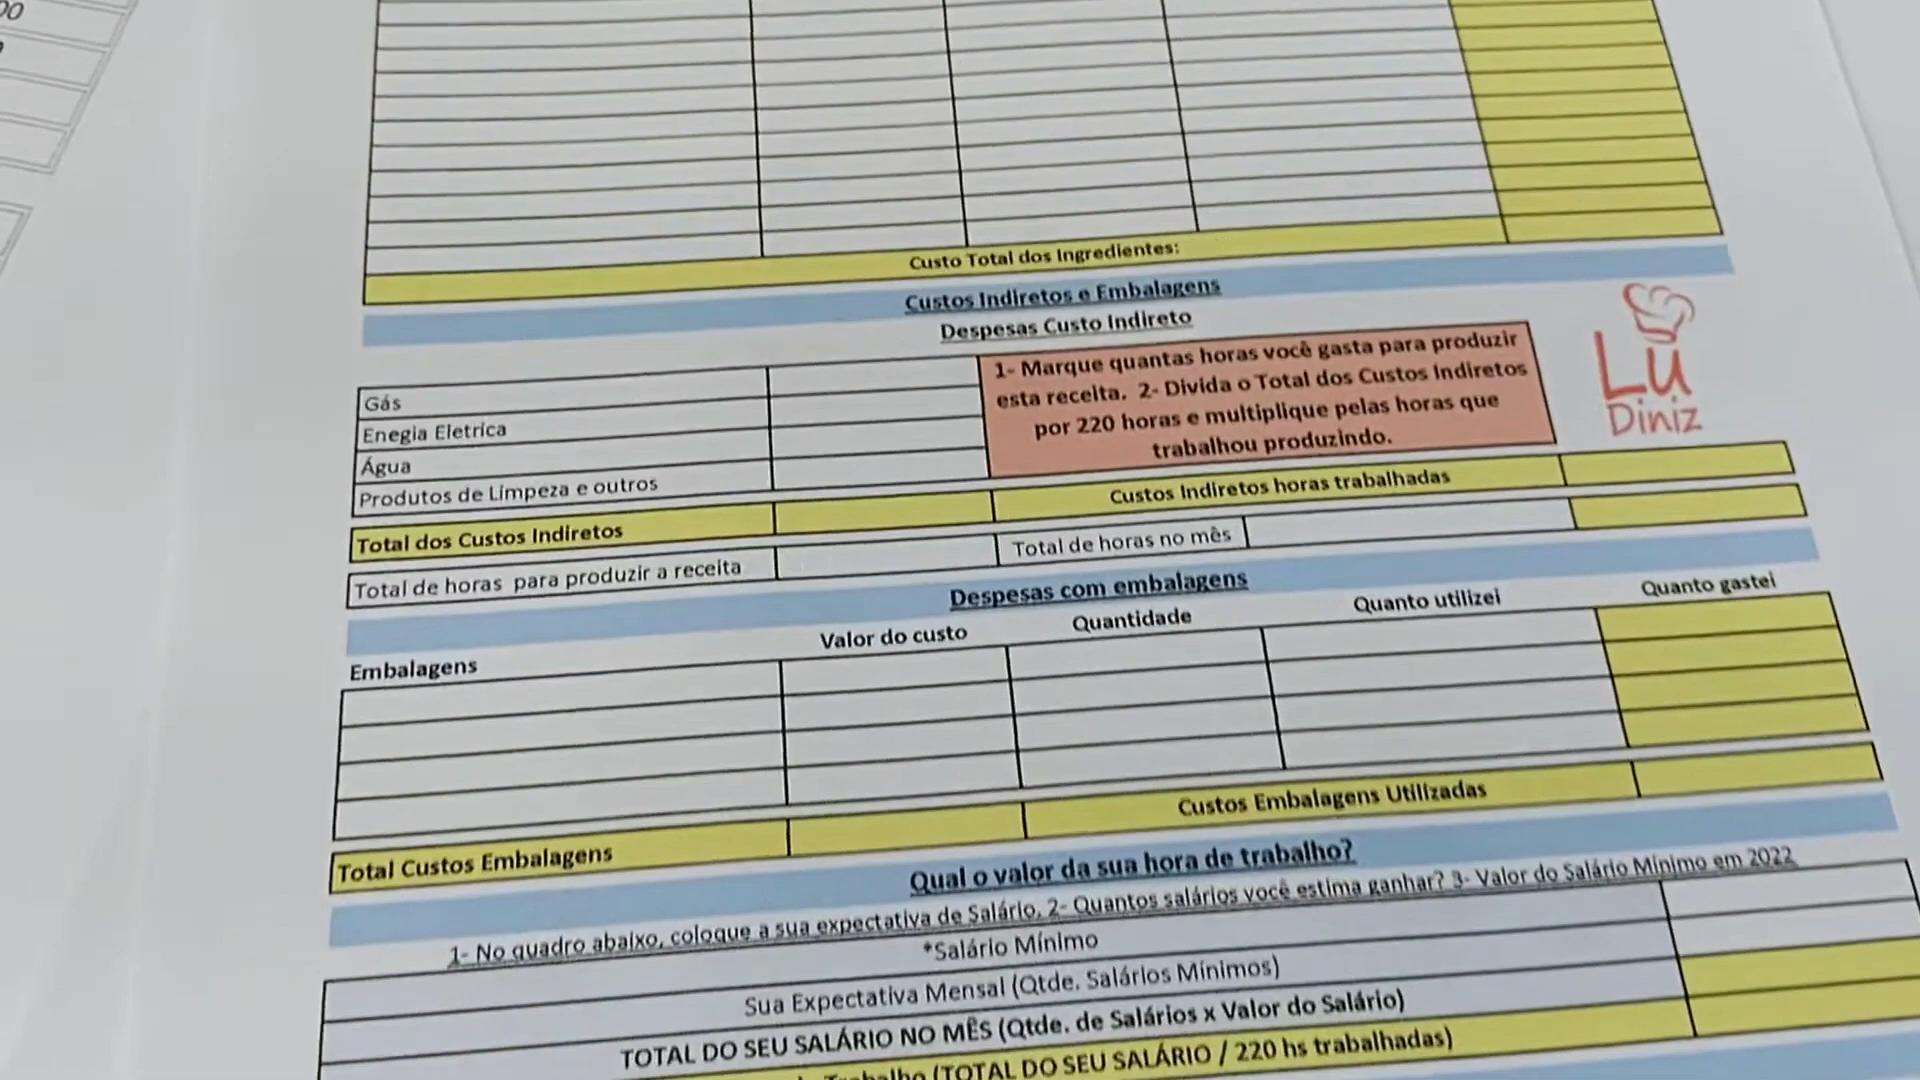 00
Custo Total dos Ingredientes:
Custos Indiretos e Embalagens
Despesas Custo Indireto
Gás
Enegia Eletrica
Água
Produtos de Limpeza e outros
1- Marque quantas horas você gasta para produzir
esta receita. 2- Divida o Total dos Custos Indiretos
por 220 horas e multiplique pelas horas que
trabalhou produzindo.
Lu
Diniz
Total dos Custos Indiretos
Custos Indiretos horas trabalhadas
Total de horas para produzir a receita
Total de horas no mês
Despesas com embalagens
Embalagens Valor do custo Quantidade Quanto utilizei Quanto gastei
Total Custos Embalagens
Custos Embalagens Utilizadas
Qual o valor da sua hora de trabalho?
1- No quadro abaixo, coloque a sua expectativa de Salário, 2- Quantos salários você estima ganhar? 3- Valor do Salário Mínimo em 2022
*Salário Mínimo
Sua Expectativa Mensal (Qtde. Salários Mínimos)
TOTAL DO SEU SALÁRIO NO MÊS (Qtde. de Salários x Valor do Salário)
Trabalho (TOTAL DO SEU SALÁRIO / 220 hs trabalhadas)